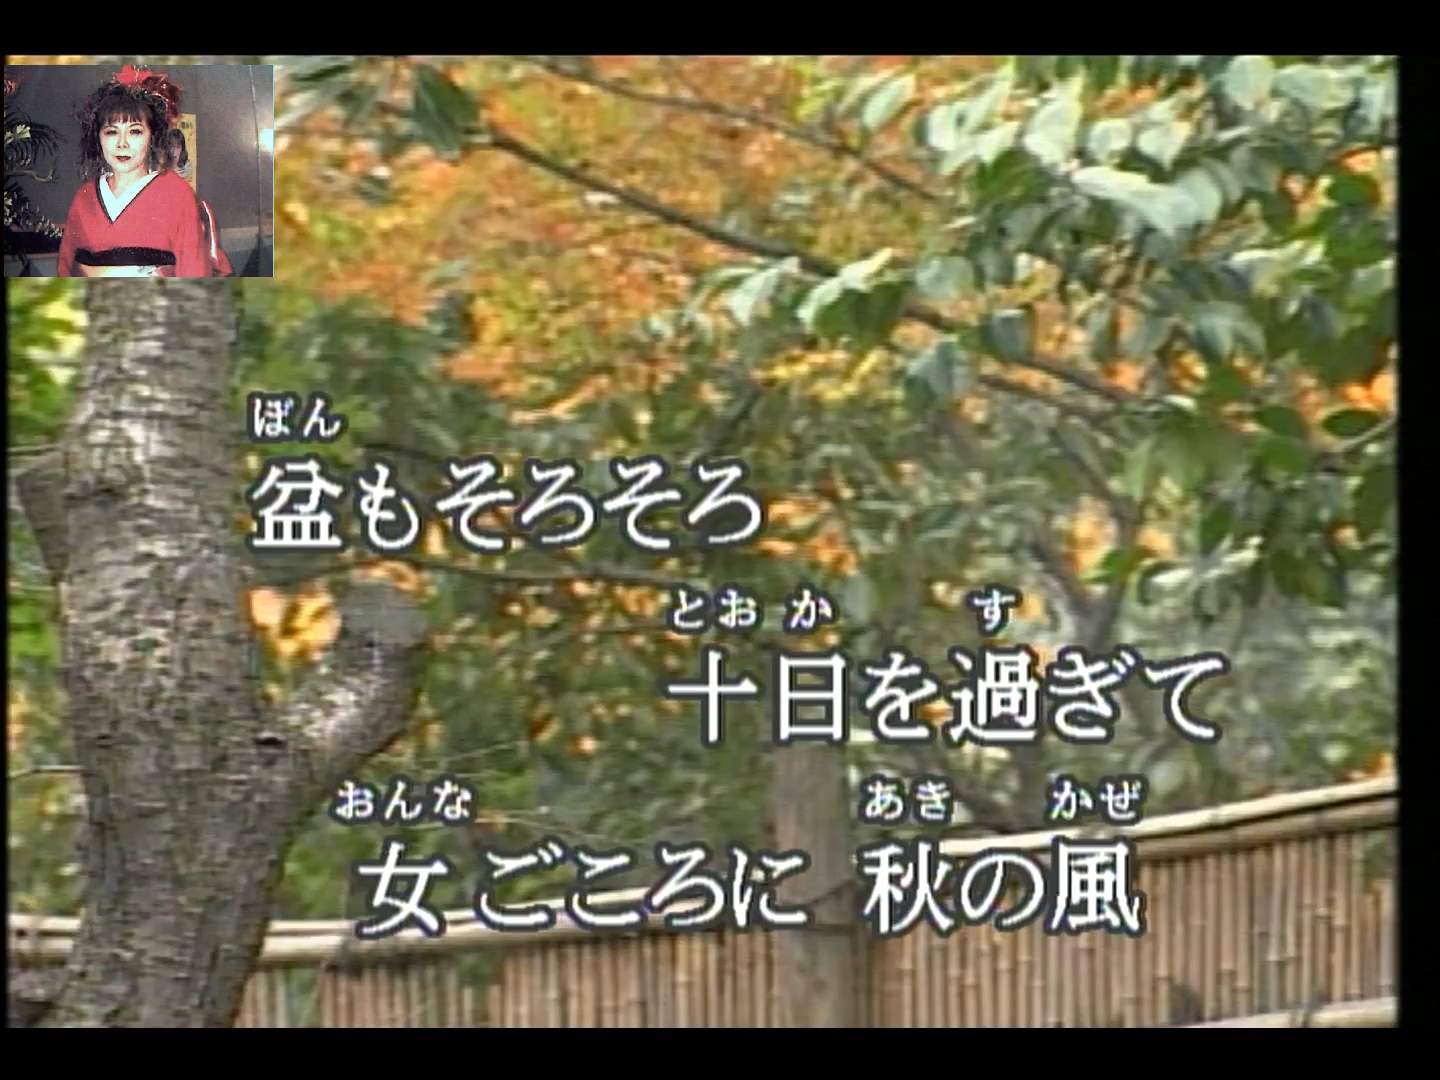 ぼん
盆もそろそろ
とおか す
十日を過ぎて
おんな あき かぜ
女ごころに 秋の風